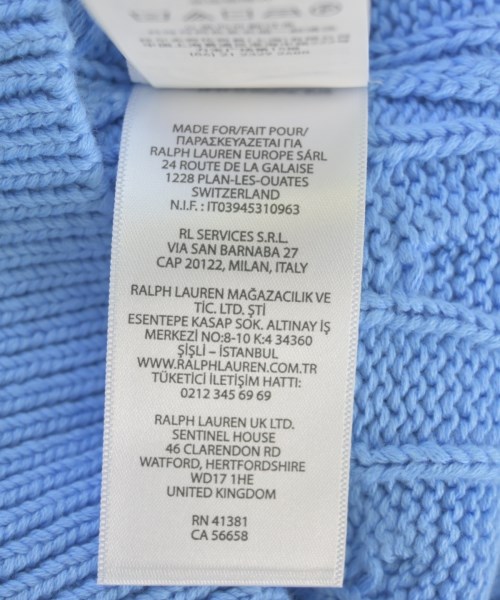 MADE FOR/FAIT POUR/
ΠΑΡΑΣΚΕΥΑΖΕΤΑΙ ΓΙΑ
RALPH LAUREN EUROPE SÁRL
24 ROUTE DE LA GALAISE
1228 PLAN-LES-OUATES
SWITZERLAND
N.I.F. : IT03945310963
RL SERVICES S.R.L.
VIA SAN BARNABA 27
CAP 20122, MILAN, ITALY
RALPH LAUREN MAĞAZACILIK VE
TİC. LTD. ŞTİ
ESENTEPE KASAP SOK. ALTINAY İŞ
MERKEZİ NO:8-10 K:4 34360
ŞİŞLİ – İSTANBUL
WWW.RALPHLAUREN.COM.TR
TÜKETİCİ İLETİŞİM HATTI:
0212 345 69 69
RALPH LAUREN UK LTD.
SENTINEL HOUSE
46 CLARENDON RD
WATFORD, HERTFORDSHIRE
WD17 1HE
UNITED KINGDOM
RN 41381
CA 56658